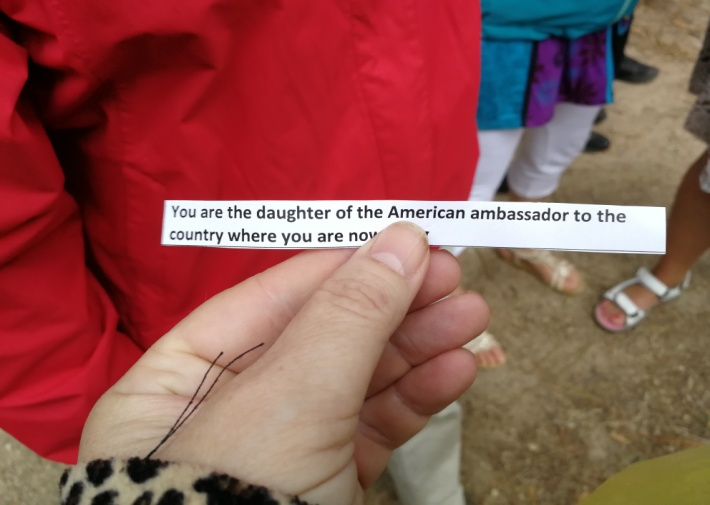 You are the daughter of the American ambassador to the
country where you are now